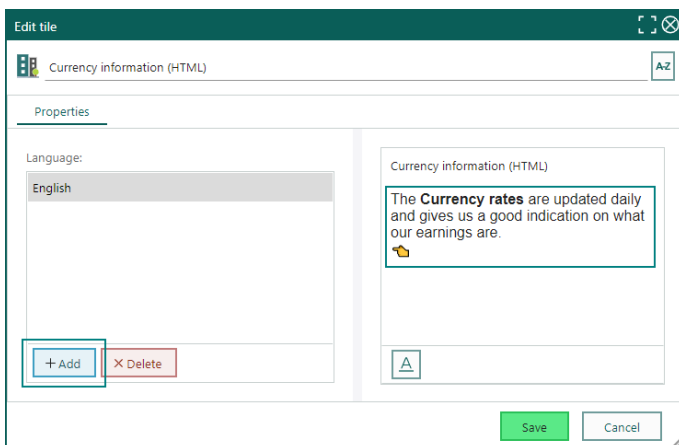 Edit tile
Currency information (HTML)
A-Z
Properties
Language:
English
+ Add
× Delete
Currency information (HTML)
The Currency rates are updated daily
and gives us a good indication on what
our earnings are.
👈
A
Save
Cancel